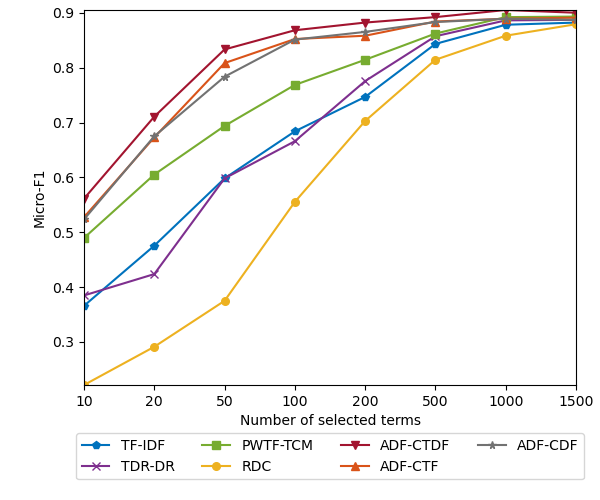 0.9
0.8
0.7
0.6
0.5
0.4
0.3
Micro-F1
10 20 50 100 200 500 1000 1500
Number of selected terms
TF-IDF PWTF-TCM ADF-CTDF ADF-CDF
TDR-DR RDC ADF-CTF